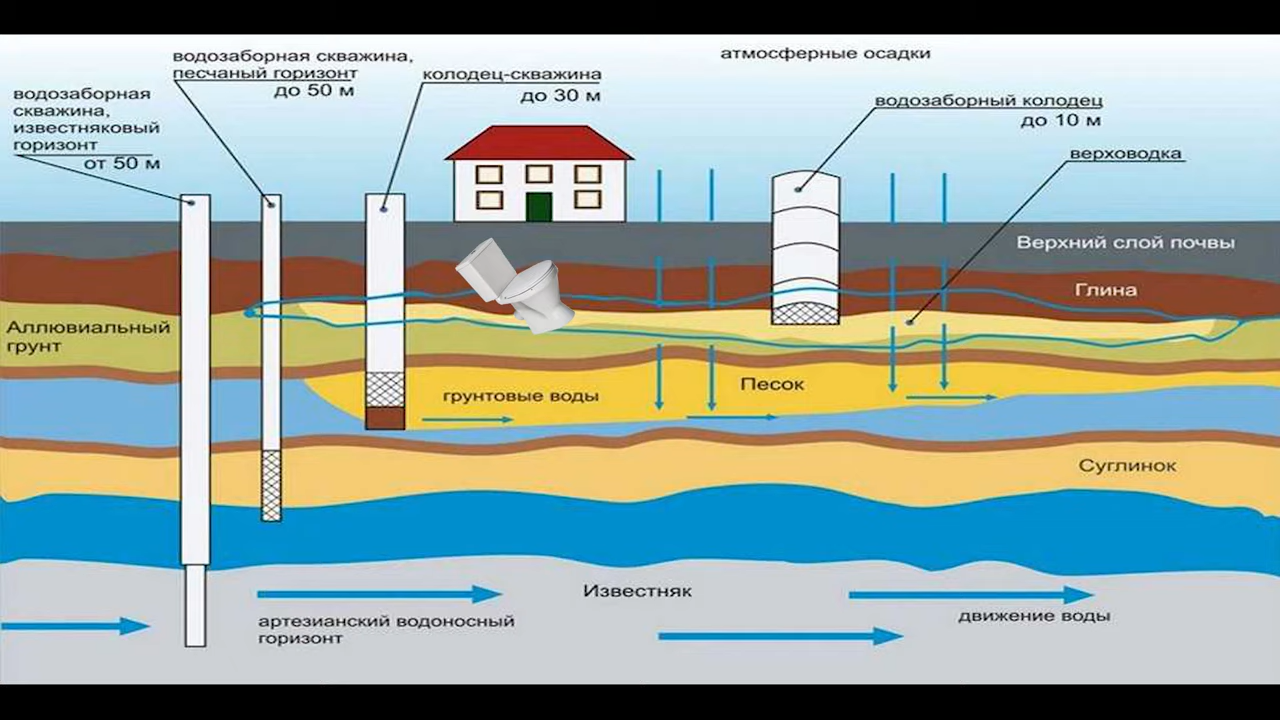 водозаборная
скважина,
известняковый
горизонт
от 50 м
водозаборная скважина,
песчаный горизонт
до 50 м
колодец-скважина
до 30 м
атмосферные осадки
водозаборный колодец
до 10 м
верховодка
Верхний слой почвы
Глина
Аллювиальный
грунт
грунтовые воды
Песок
Суглинок
Известняк
артезианский водоносный
горизонт
движение воды